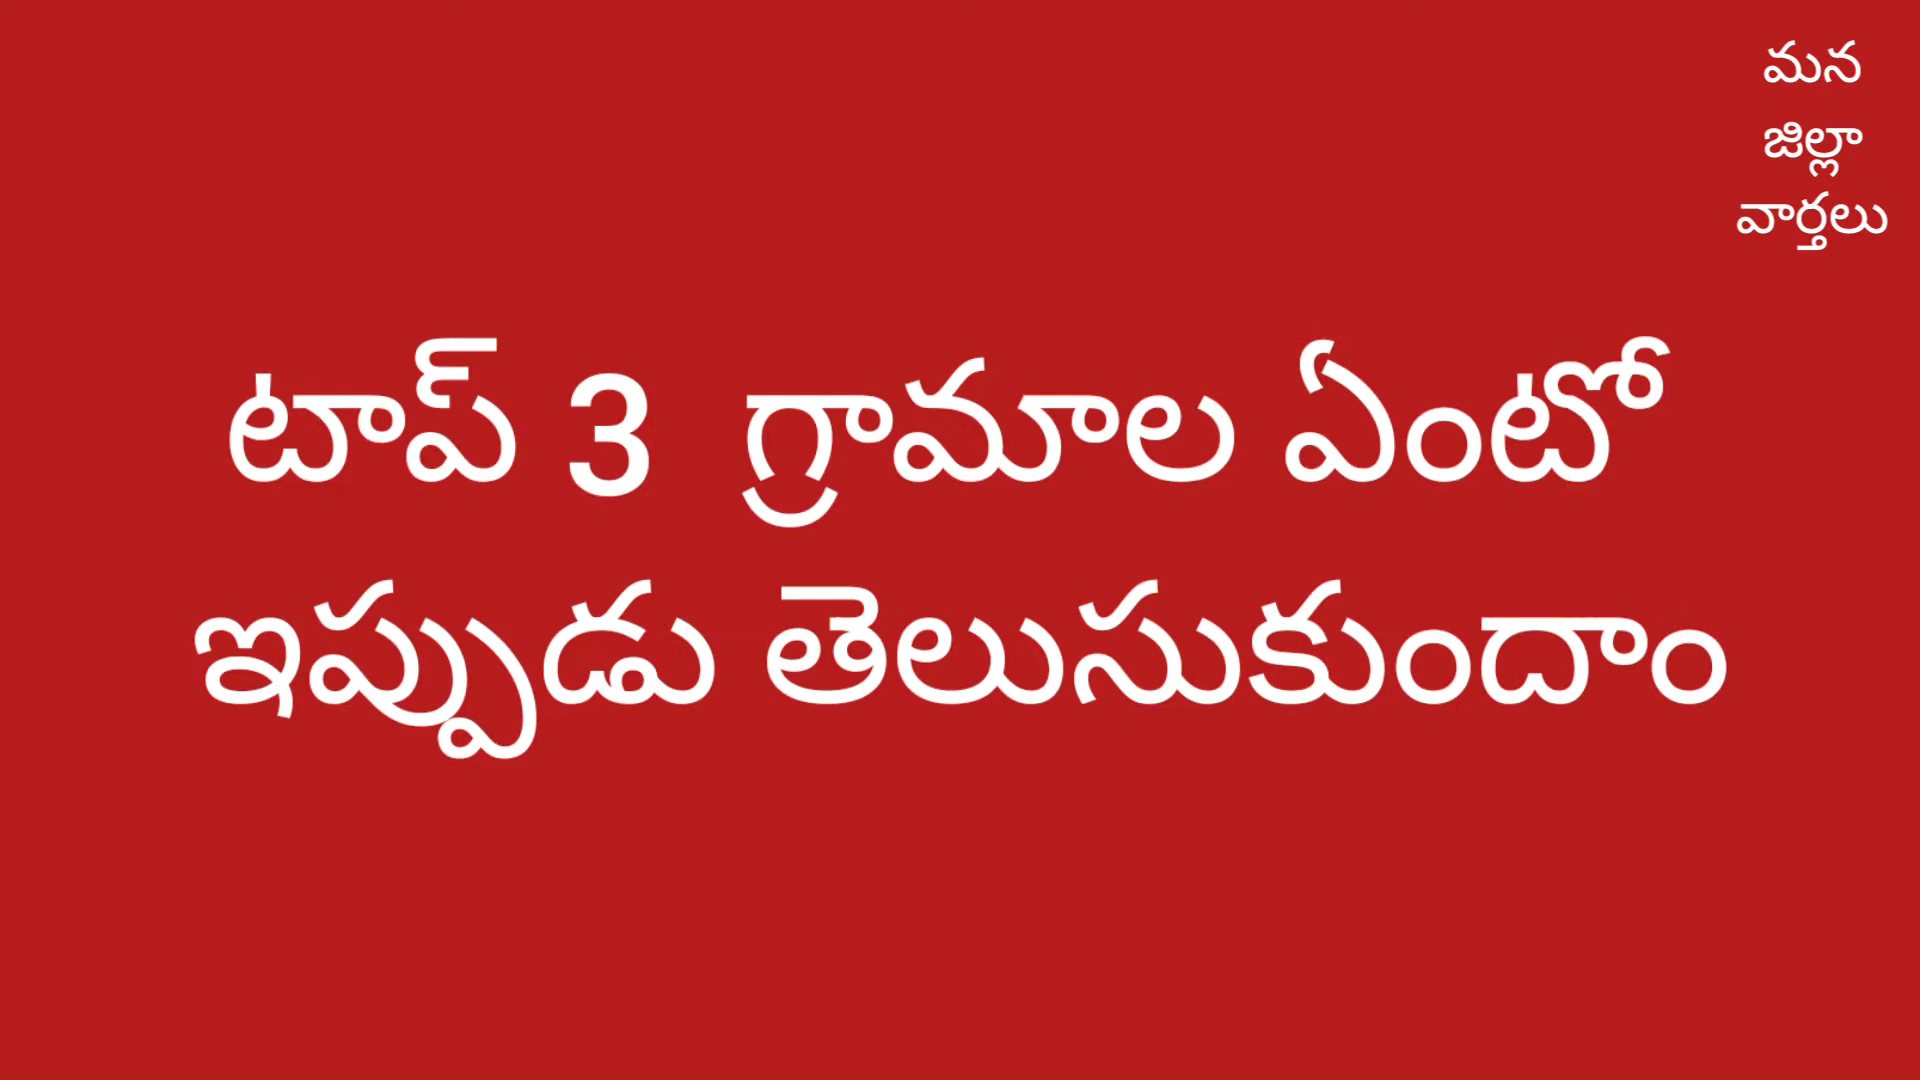 మన
జిల్లా
వార్తలు
టాప్ 3 గ్రామాల ఏంటో
ఇప్పుడు తెలుసుకుందాం